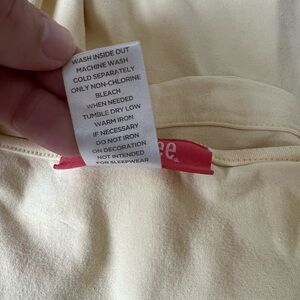 WASH INSIDE OUT
MACHINE WASH
COLD SEPARATELY
ONLY NON-CHLORINE
BLEACH
WHEN NEEDED
TUMBLE DRY LOW
WARM IRON
IF NECESSARY
DO NOT IRON
ON DECORATION
NOT INTENDED
FOR SLEEPWEAR
ee